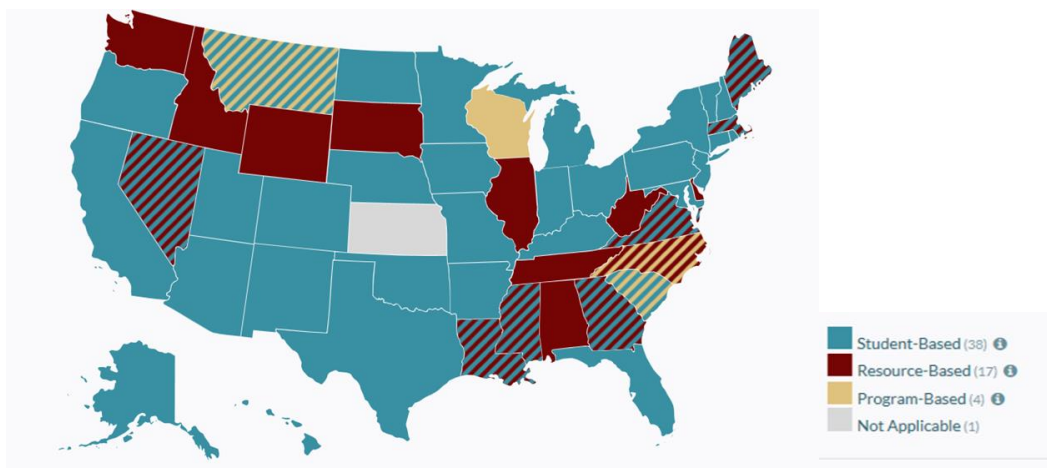 Student-Based (38)
Resource-Based (17)
Program-Based (4)
Not Applicable (1)